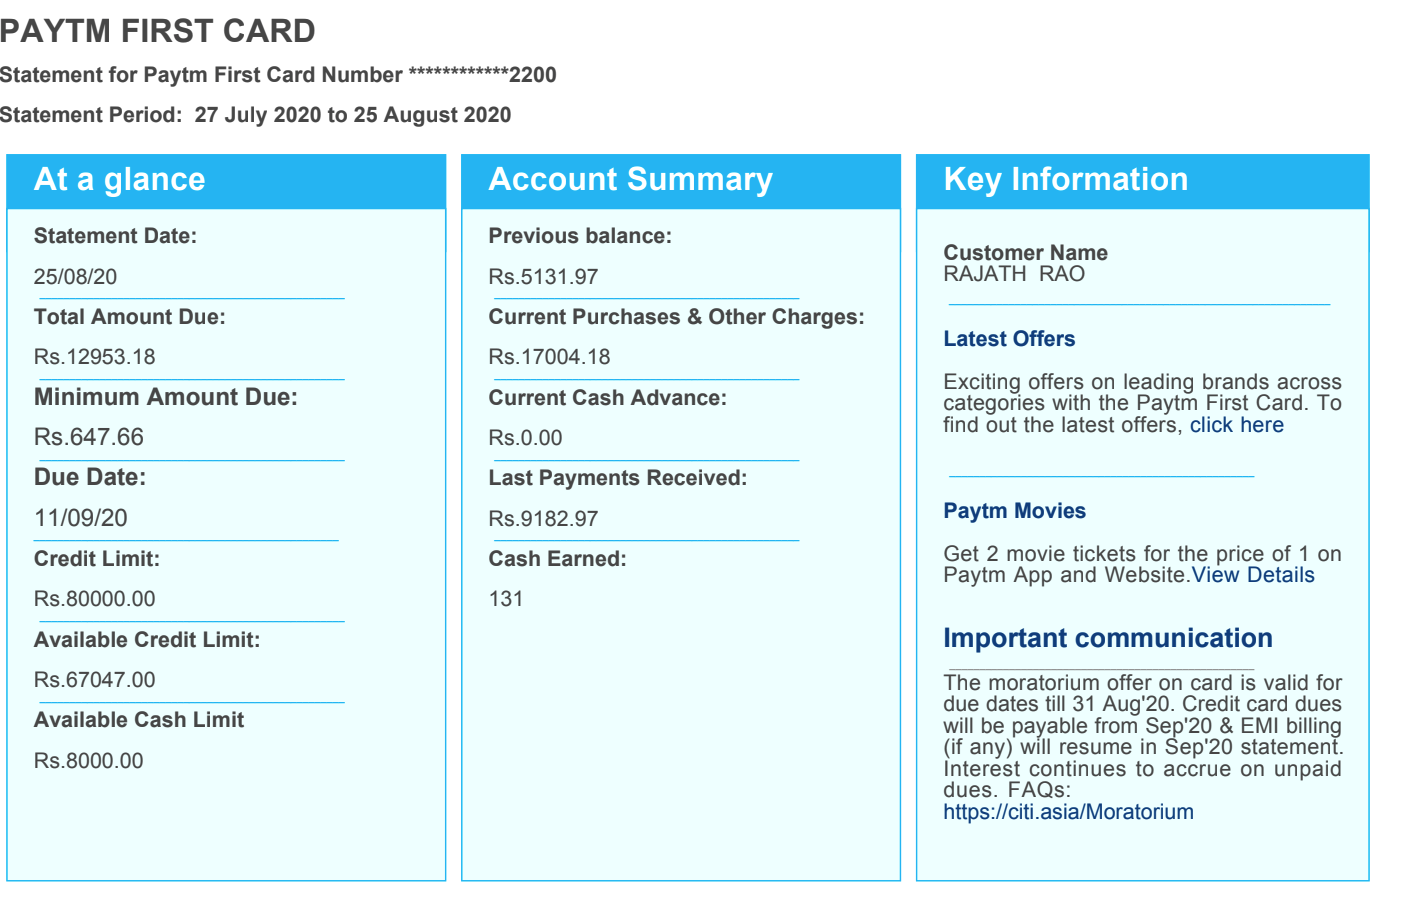 PAYTM FIRST CARD
Statement for Paytm First Card Number ************2200
Statement Period: 27 July 2020 to 25 August 2020
At a glance
Statement Date:
25/08/20
Total Amount Due:
Rs.12953.18
Minimum Amount Due:
Rs.647.66
Due Date:
11/09/20
Credit Limit:
Rs.80000.00
Available Credit Limit:
Rs.67047.00
Available Cash Limit
Rs.8000.00
Account Summary
Previous balance:
Rs.5131.97
Current Purchases & Other Charges:
Rs.17004.18
Current Cash Advance:
Rs.0.00
Last Payments Received:
Rs.9182.97
Cash Earned:
131
Key Information
Customer Name
RAJATH RAO
Latest Offers
Exciting offers on leading brands across
categories with the Paytm First Card. To
find out the latest offers, click here
Paytm Movies
Get 2 movie tickets for the price of 1 on
Paytm App and Website.View Details
Important communication
The moratorium offer on card is valid for
due dates till 31 Aug'20. Credit card dues
will be payable from Sep'20 & EMI billing
(if any) will resume in Sep'20 statement.
Interest continues to accrue on unpaid
dues. FAQs:
https://citi.asia/Moratorium